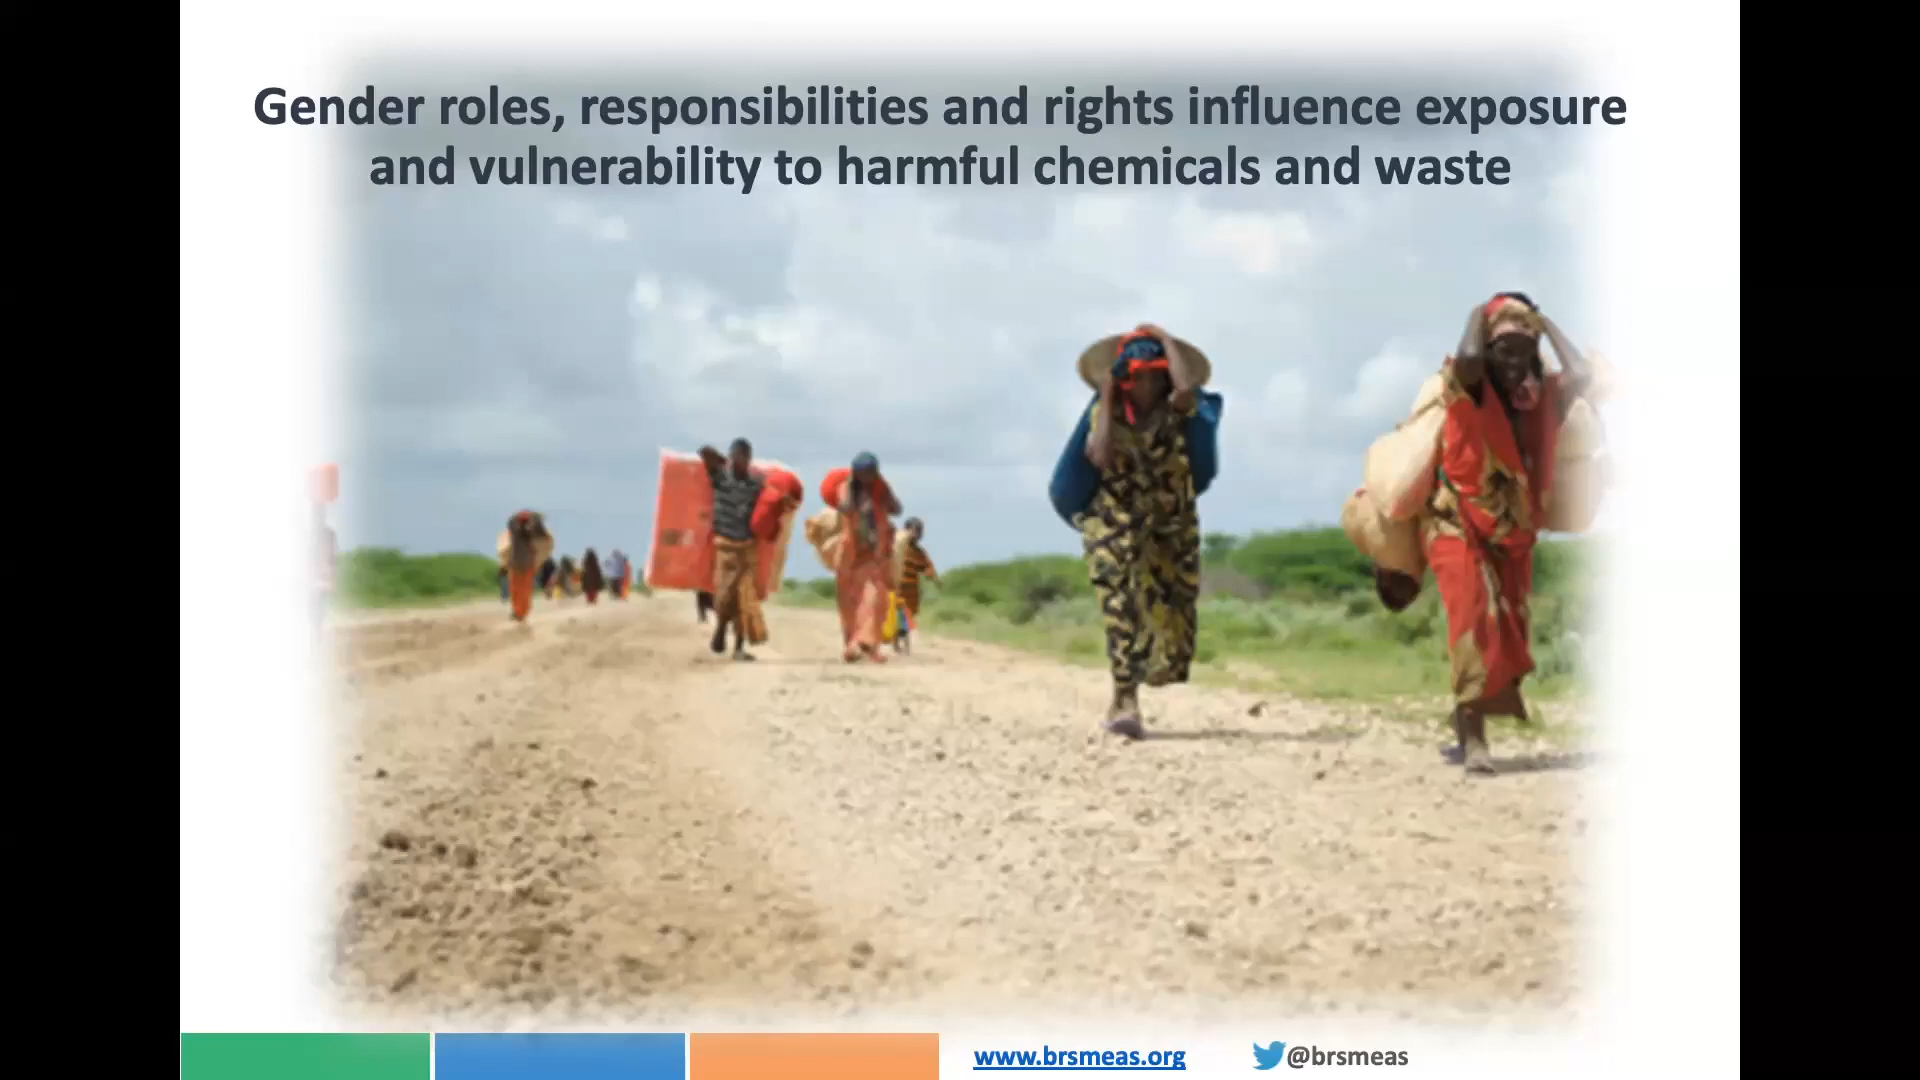 Gender roles, responsibilities and rights influence exposure
and vulnerability to harmful chemicals and waste
www.brsmeas.org
@brsmeas